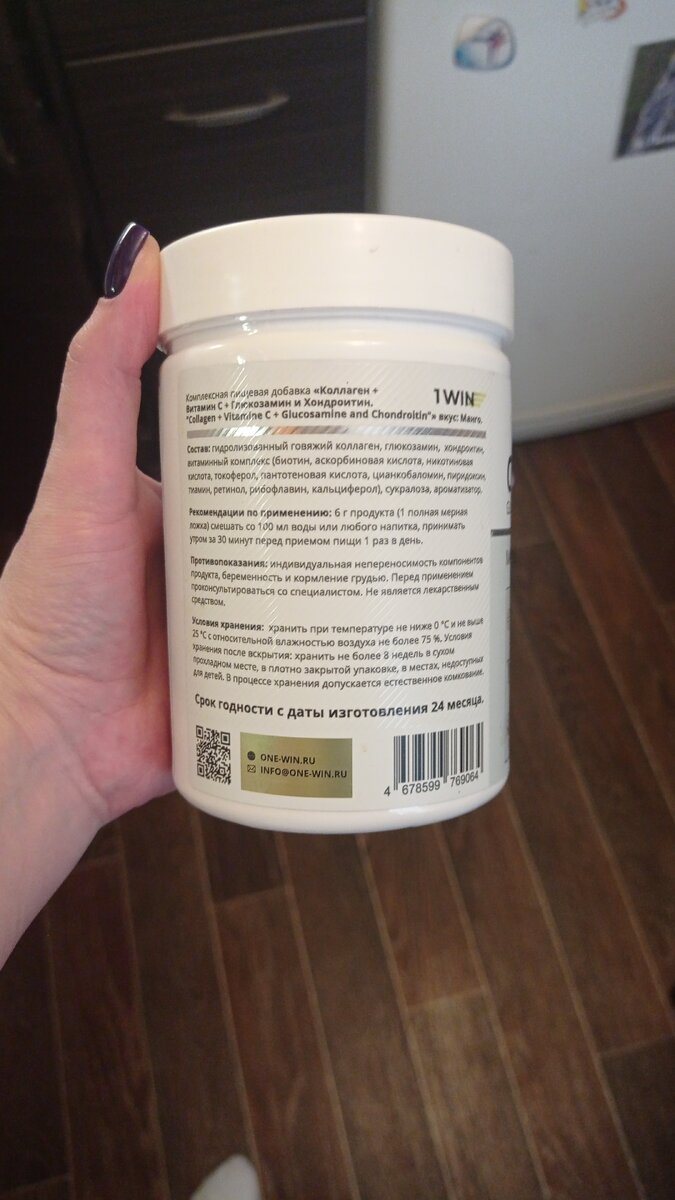 Комплексная пищевая добавка «Коллаген +
Витамин С + Глюкозамин и Хондроитин.
"Collagen + Vitamine C + Glucosamine and Chondroitin"» вкус: Манго.
1WIN
Состав: гидролизованный говяжий коллаген, глюкозамин, хондроитин,
витаминный комплекс (биотин, аскорбиновая кислота, никотиновая
кислота, токоферол, пантотеновая кислота, цианкобаломин, пиридоксин,
тиамин, ретинол, рибофлавин, кальциферол), сукралоза, ароматизатор.
Рекомендации по применению: 6 г продукта (1 полная мерная
ложка) смешать со 100 мл воды или любого напитка, принимать
утром за 30 минут перед приемом пищи 1 раз в день.
Противопоказания: индивидуальная непереносимость компонентов
продукта, беременность и кормление грудью. Перед применением
проконсультироваться со специалистом. Не является лекарственным
средством.
Условия хранения: хранить при температуре не ниже 0 °С и не выше
25 °С с относительной влажностью воздуха не более 75 %. Условия
хранения после вскрытия: хранить не более 8 недель в сухом
прохладном месте, в плотно закрытой упаковке, в местах, недоступных
для детей. В процессе хранения допускается естественное комкование.
Срок годности с даты изготовления 24 месяца.
ONE-WIN.RU
INFO@ONE-WIN.RU
4 678599 769064